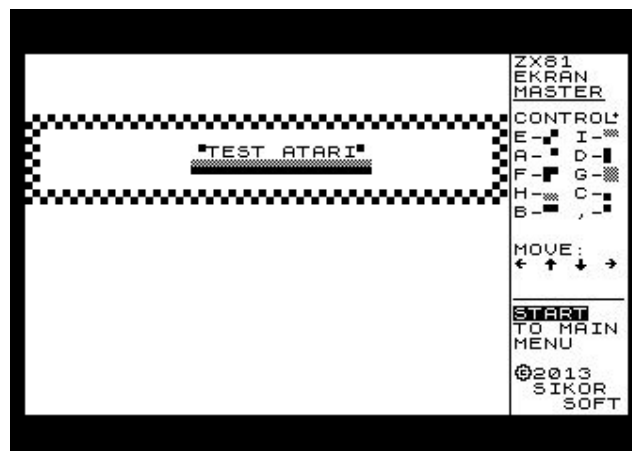 "TEST ATARI"
ZX81
EKRAN
MASTER
CONTROL:
E- I-
A- D-
F- G-
H- C-
B- ,-
MOVE:
← ↑ ↓ →
START
TO MAIN
MENU
©2013
SIKOR
SOFT